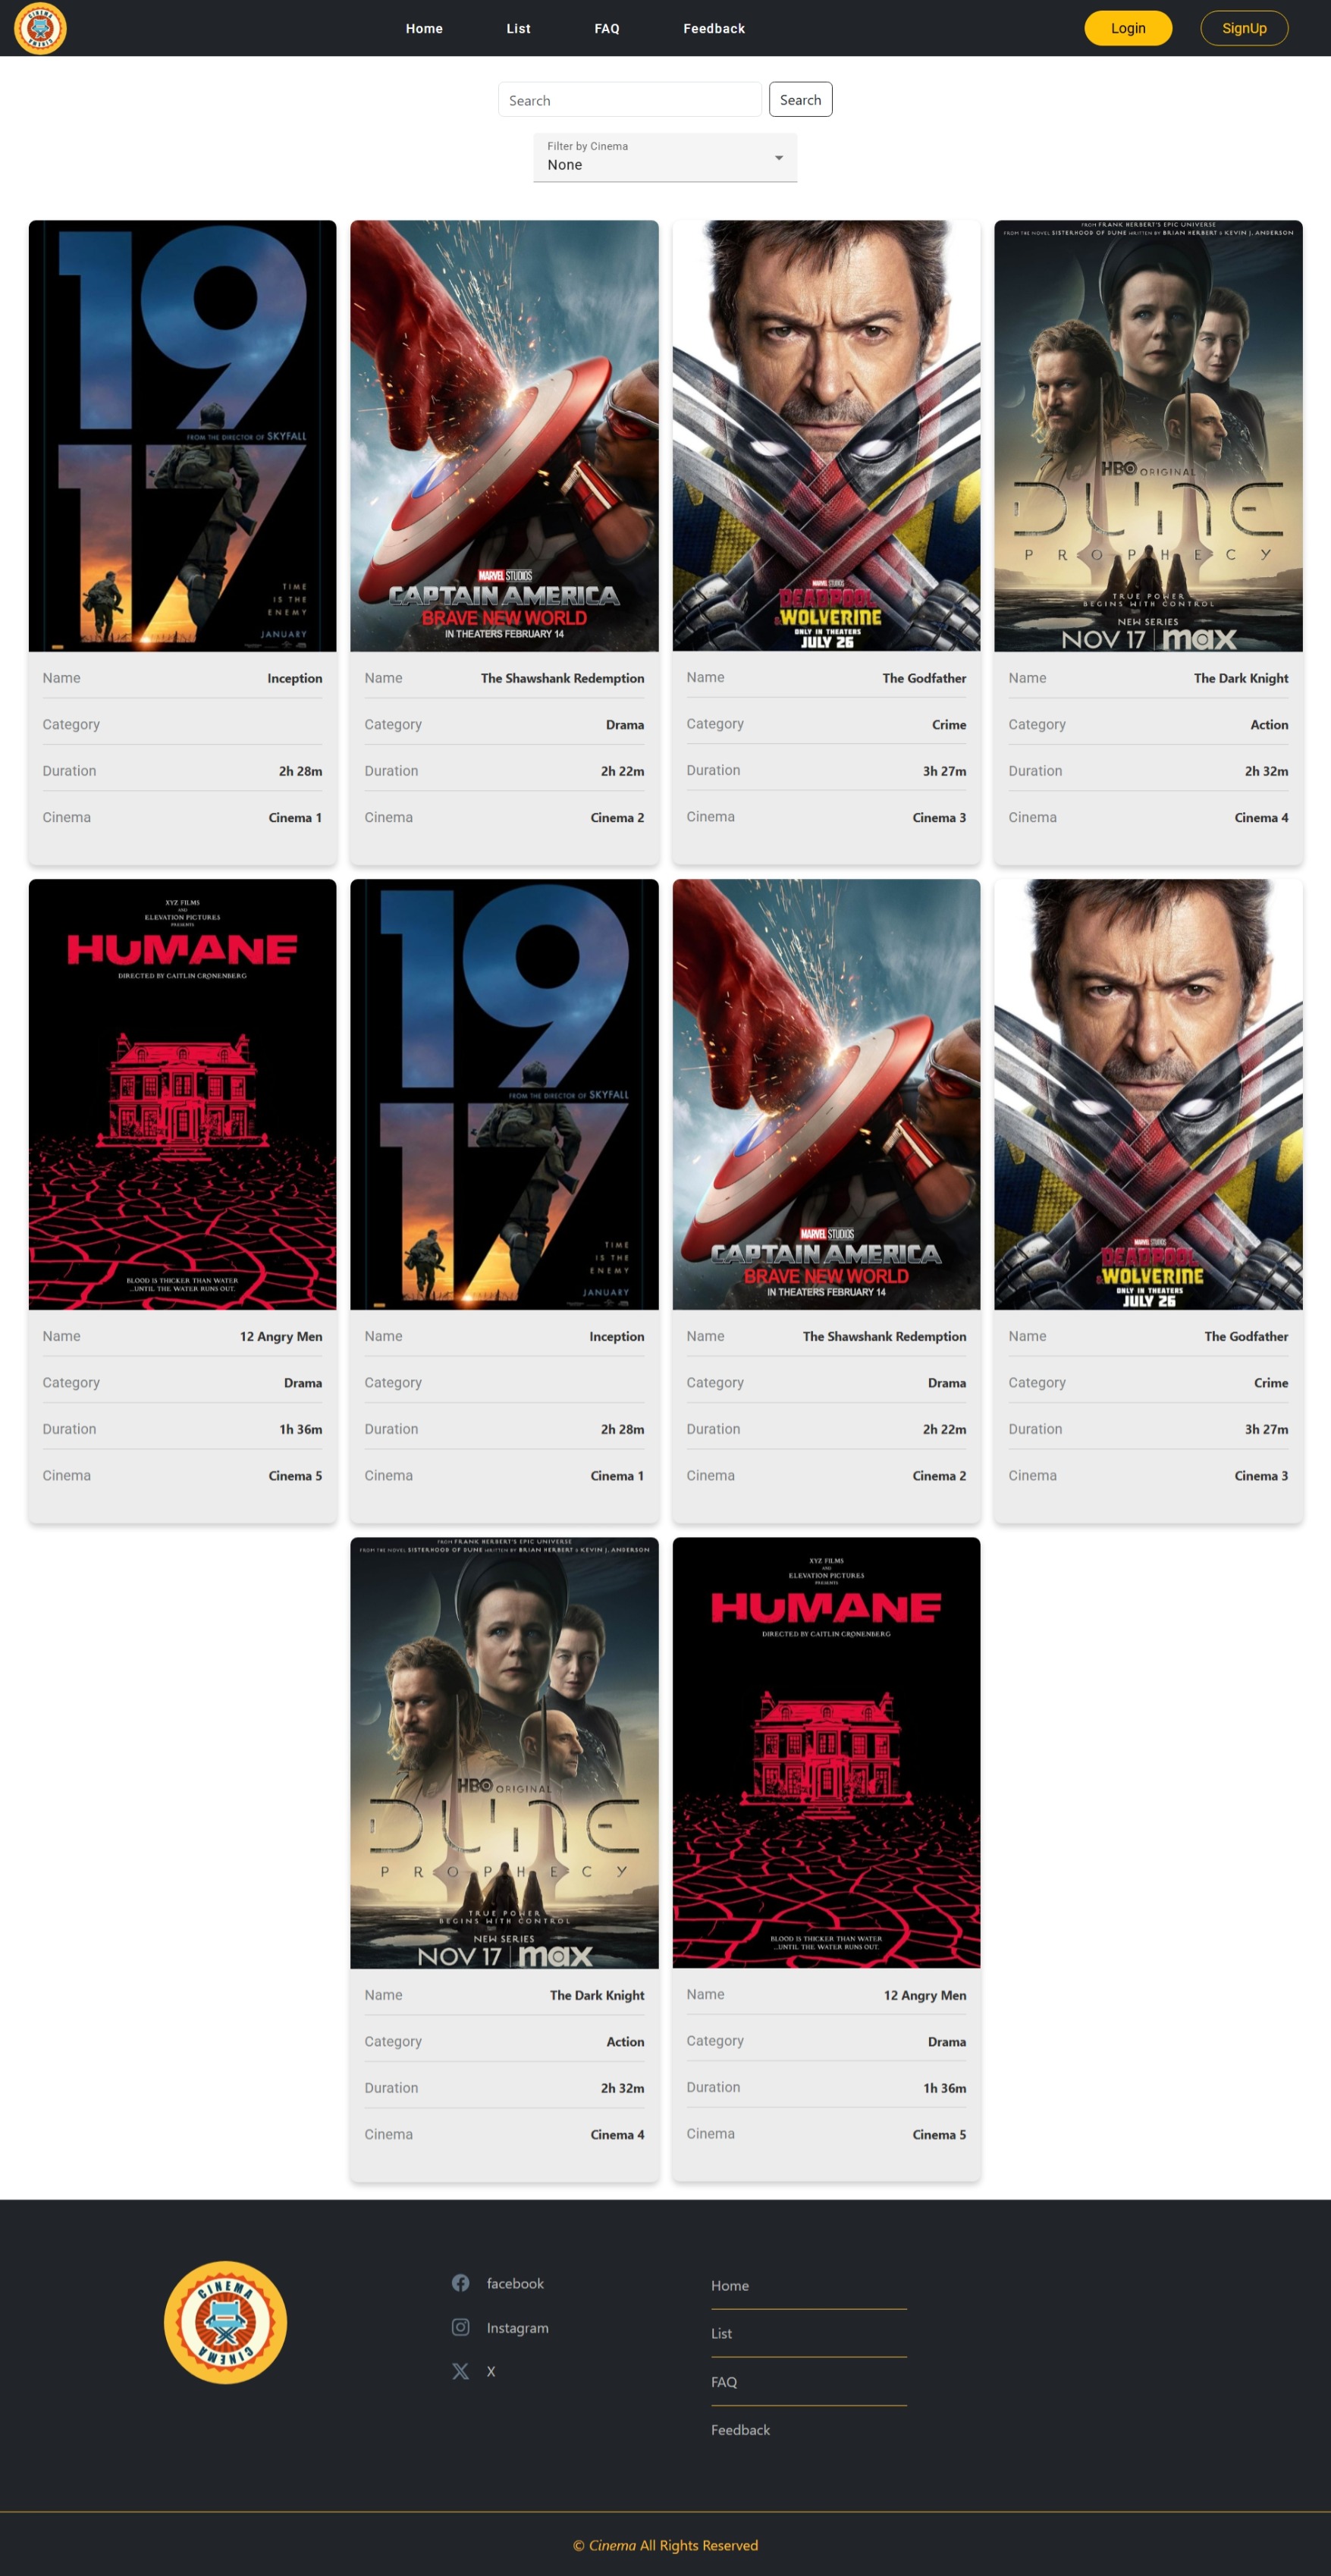 CINEMA
CINEMA
Home List FAQ Feedback
Login SignUp
Search Search
Filter by Cinema
None
19
FROM THE DIRECTOR OF SKYFALL
17
TIME
IS THE
ENEMY
JANUARY
Name Inception
Category
Duration 2h 28m
Cinema Cinema 1
MARVEL STUDIOS
CAPTAIN AMERICA
BRAVE NEW WORLD
IN THEATERS FEBRUARY 14
Name The Shawshank Redemption
Category Drama
Duration 2h 22m
Cinema Cinema 2
MARVEL STUDIOS
DEADPOOL
& WOLVERINE
ONLY IN THEATERS
JULY 26
Name The Godfather
Category Crime
Duration 3h 27m
Cinema Cinema 3
FROM FRANK HERBERT'S EPIC UNIVERSE
FROM THE NOVEL SISTERHOOD OF DUNE WRITTEN BY BRIAN HERBERT & KEVIN J. ANDERSON
HBO ORIGINAL
DUNE
PROPHECY
TRUE POWER
BEGINS WITH CONTROL
NEW SERIES
NOV 17 | max
Name The Dark Knight
Category Action
Duration 2h 32m
Cinema Cinema 4
XYZ FILMS
AND
ELEVATION PICTURES
PRESENTS
HUMANE
DIRECTED BY CAITLIN CRONENBERG
BLOOD IS THICKER THAN WATER
...UNTIL THE WATER RUNS OUT.
Name 12 Angry Men
Category Drama
Duration 1h 36m
Cinema Cinema 5
19
FROM THE DIRECTOR OF SKYFALL
17
TIME
IS THE
ENEMY
JANUARY
Name Inception
Category
Duration 2h 28m
Cinema Cinema 1
MARVEL STUDIOS
CAPTAIN AMERICA
BRAVE NEW WORLD
IN THEATERS FEBRUARY 14
Name The Shawshank Redemption
Category Drama
Duration 2h 22m
Cinema Cinema 2
MARVEL STUDIOS
DEADPOOL
& WOLVERINE
ONLY IN THEATERS
JULY 26
Name The Godfather
Category Crime
Duration 3h 27m
Cinema Cinema 3
FROM FRANK HERBERT'S EPIC UNIVERSE
FROM THE NOVEL SISTERHOOD OF DUNE WRITTEN BY BRIAN HERBERT & KEVIN J. ANDERSON
HBO ORIGINAL
DUNE
PROPHECY
TRUE POWER
BEGINS WITH CONTROL
NEW SERIES
NOV 17 | max
Name The Dark Knight
Category Action
Duration 2h 32m
Cinema Cinema 4
XYZ FILMS
AND
ELEVATION PICTURES
PRESENTS
HUMANE
DIRECTED BY CAITLIN CRONENBERG
BLOOD IS THICKER THAN WATER
...UNTIL THE WATER RUNS OUT.
Name 12 Angry Men
Category Drama
Duration 1h 36m
Cinema Cinema 5
CINEMA
CINEMA
facebook
Instagram
X
Home
List
FAQ
Feedback
© Cinema All Rights Reserved